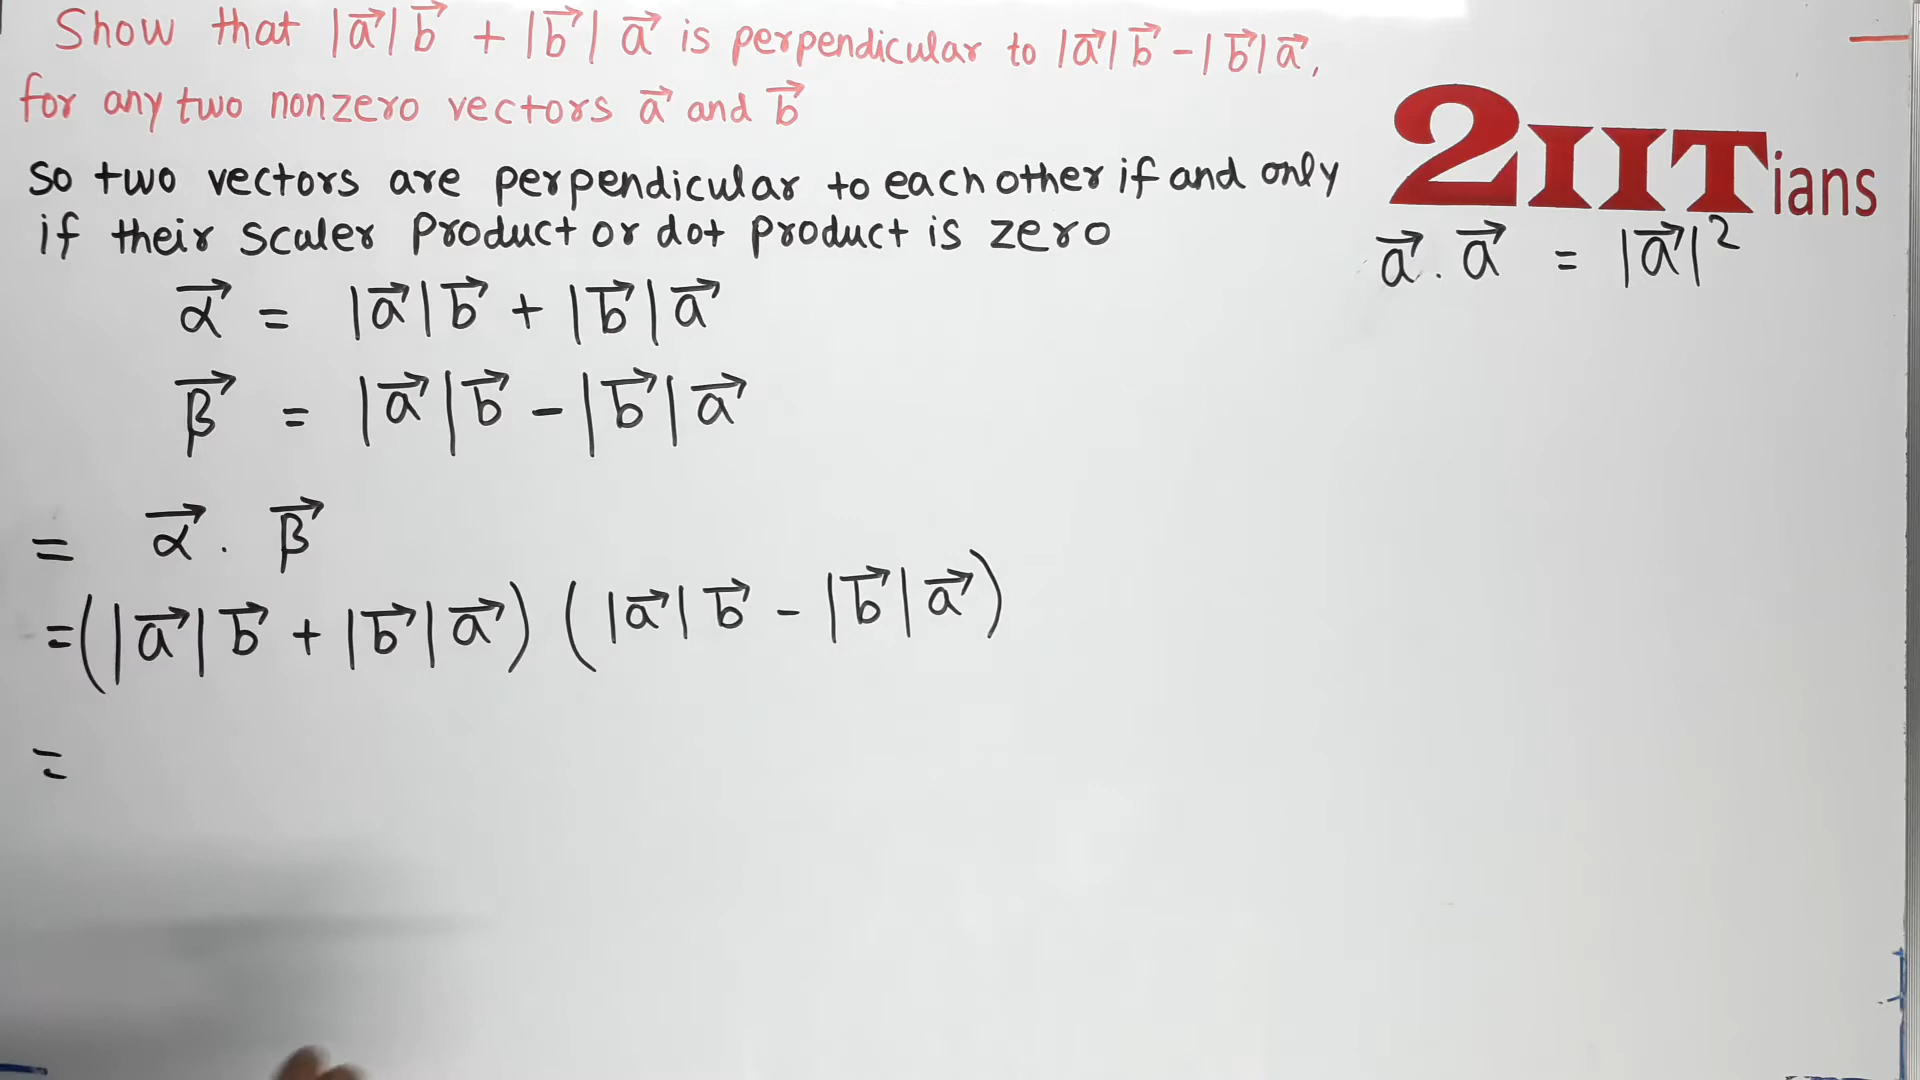 Show that |a⃗| b⃗ + |b⃗| a⃗ is perpendicular to |a⃗| b⃗ - |b⃗| a⃗,
for any two nonzero vectors a⃗ and b⃗
2IITians
So two vectors are perpendicular to each other if and only
if their scaler product or dot product is zero
a⃗ . a⃗ = |a⃗|²
α⃗ = |a⃗| b⃗ + |b⃗| a⃗
β⃗ = |a⃗| b⃗ - |b⃗| a⃗
= α⃗ . β⃗
= (|a⃗| b⃗ + |b⃗| a⃗) (|a⃗| b⃗ - |b⃗| a⃗)
=